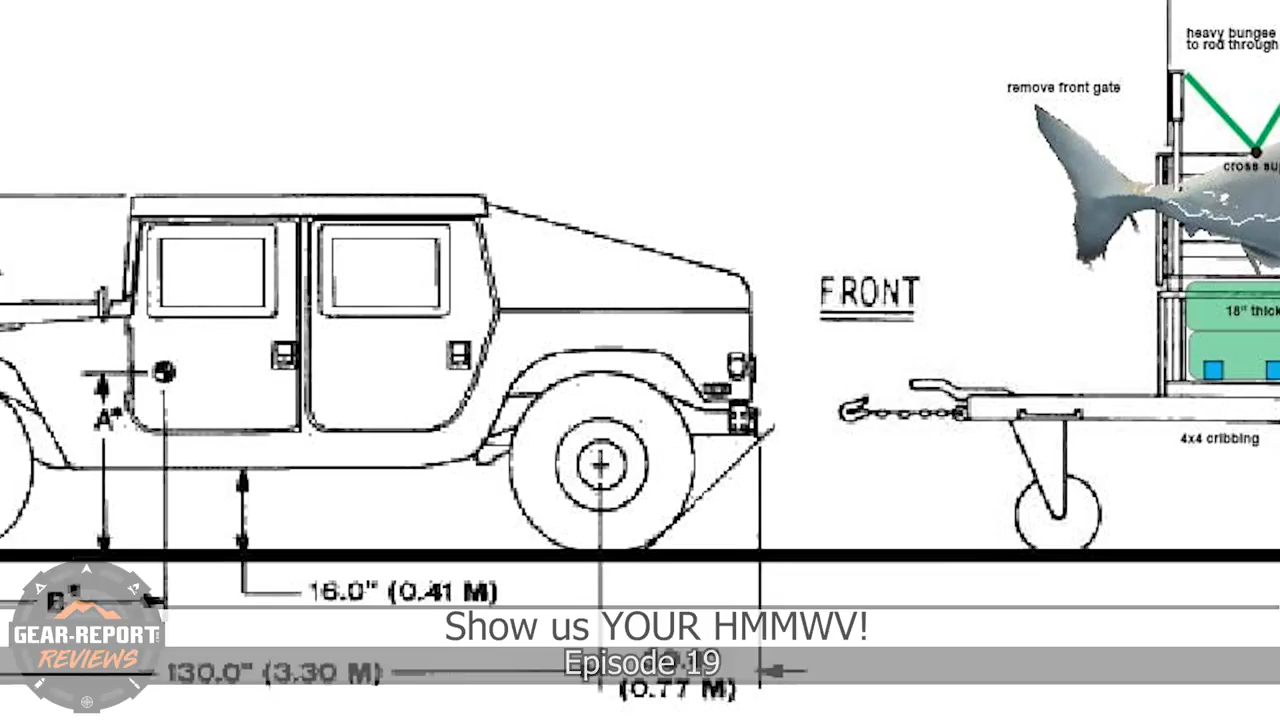 heavy bungee
to rod through
remove front gate
cross su
FRONT
18" thick
A*
4x4 cribbing
16.0" (0.41 M)
B*
Show us YOUR HMMWV!
GEAR-REPORT
REVIEWS
Episode 19
130.0" (3.30 M)
(0.77 M)